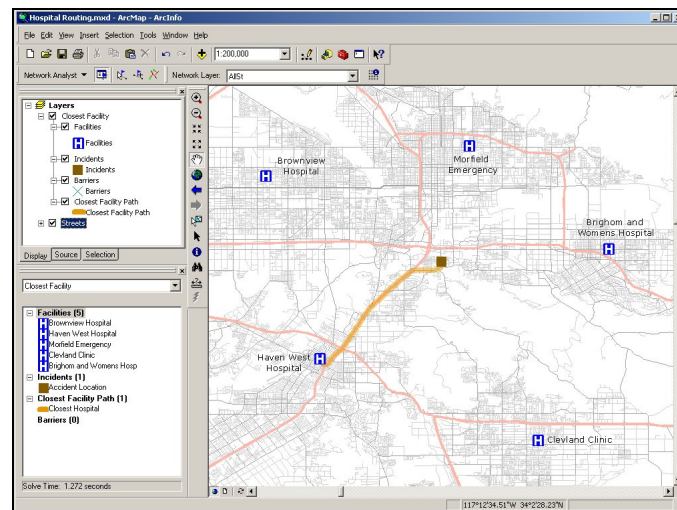 Hospital Routing.mxd - ArcMap - ArcInfo
File Edit View Insert Selection Tools Window Help
1:200,000
Network Analyst
Network Layer: AllSt
Layers
Closest Facility
Facilities
H Facilities
Incidents
Incidents
Barriers
Barriers
Closest Facility Path
Closest Facility Path
Streets
Display Source Selection
Closest Facility
Facilities (5)
H Brownview Hospital
H Haven West Hospital
H Morfield Emergency
H Clevland Clinic
H Brighom and Womens Hosp
Incidents (1)
Accident Location
Closest Facility Path (1)
Closest Hospital
Barriers (0)
Solve Time: 1.272 seconds
H
Morfield
Emergency
H
Brownview
Hospital
Brighom and
Womens Hospital
H
Haven West
Hospital
H
H Clevland Clinic
117°12'34.51"W 34°2'28.23"N